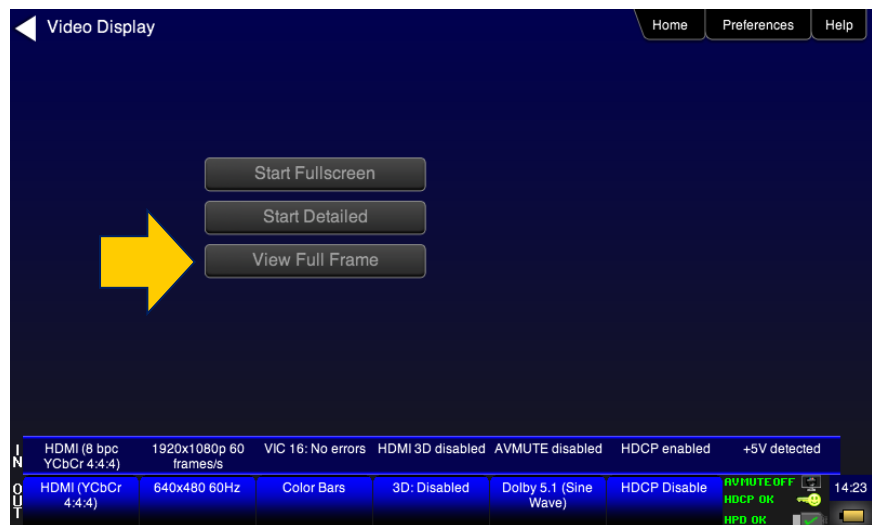 Video Display
Home
Preferences
Help
Start Fullscreen
Start Detailed
View Full Frame
IN
HDMI (8 bpc
YCbCr 4:4:4)
1920x1080p 60
frames/s
VIC 16: No errors
HDMI 3D disabled
AVMUTE disabled
HDCP enabled
+5V detected
OUT
HDMI (YCbCr
4:4:4)
640x480 60Hz
Color Bars
3D: Disabled
Dolby 5.1 (Sine
Wave)
HDCP Disable
AVMUTEOFF
HDCP OK
HPD OK
14:23